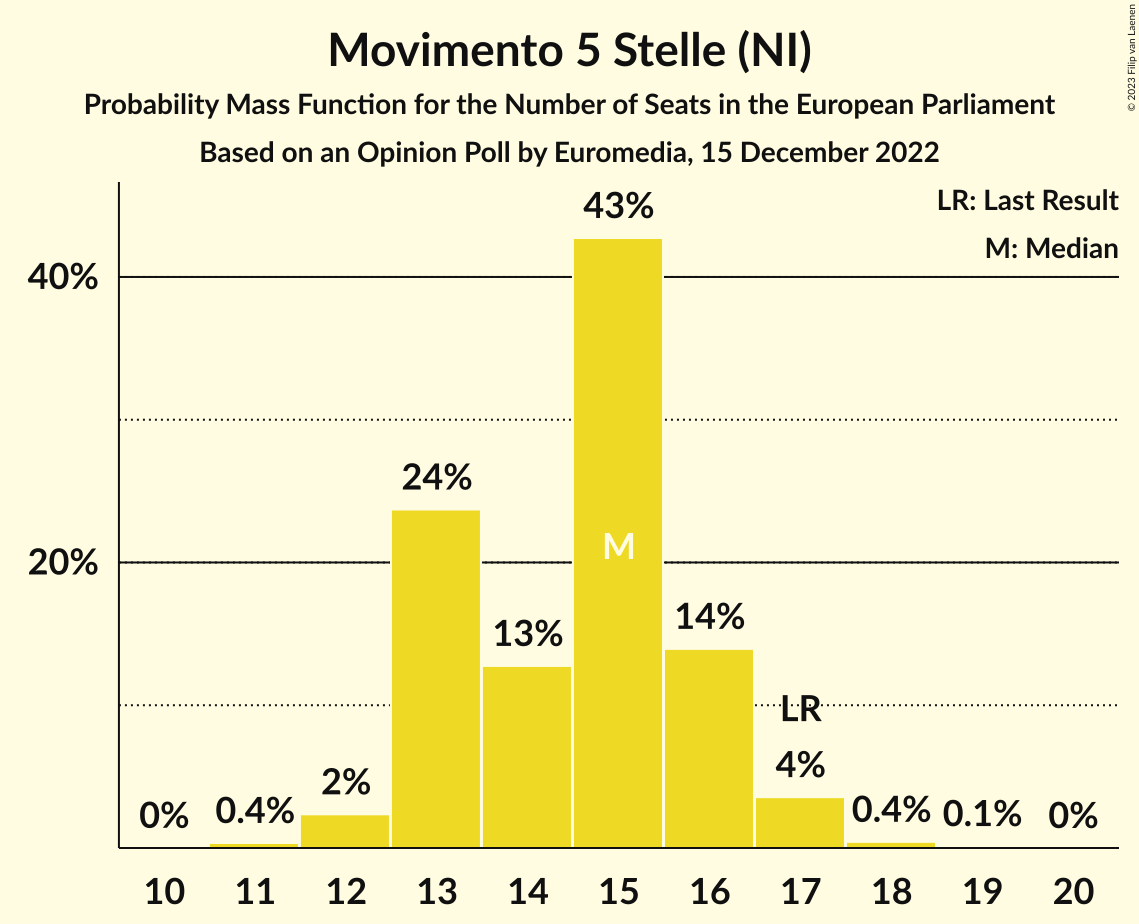 Movimento 5 Stelle (NI)
Probability Mass Function for the Number of Seats in the European Parliament
Based on an Opinion Poll by Euromedia, 15 December 2022
© 2023 Filip van Laenen
LR: Last Result
M: Median
40%
20%
0%
0.4%
2%
24%
13%
43%
M
14%
LR
4%
0.4%
0.1%
0%
10 11 12 13 14 15 16 17 18 19 20